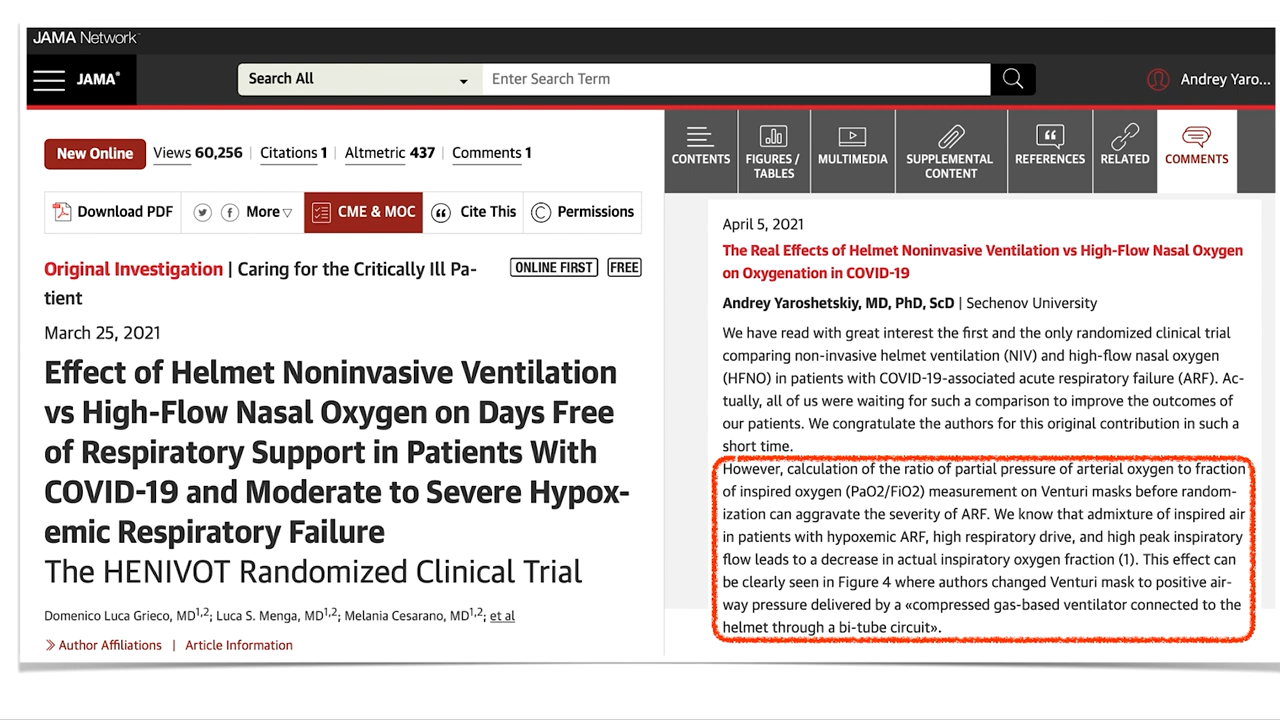 JAMA Network
JAMA®
Search All
Enter Search Term
Andrey Yaro...
New Online
Views 60,256 | Citations 1 | Altmetric 437 | Comments 1
Download PDF
More
CME & MOC
Cite This
Permissions
Original Investigation | Caring for the Critically Ill Pa-
tient
ONLINE FIRST
FREE
March 25, 2021
Effect of Helmet Noninvasive Ventilation
vs High-Flow Nasal Oxygen on Days Free
of Respiratory Support in Patients With
COVID-19 and Moderate to Severe Hypox-
emic Respiratory Failure
The HENIVOT Randomized Clinical Trial
Domenico Luca Grieco, MD1,2; Luca S. Menga, MD1,2; Melania Cesarano, MD1,2; et al
Author Affiliations | Article Information
CONTENTS
FIGURES /
TABLES
MULTIMEDIA
SUPPLEMENTAL
CONTENT
REFERENCES
RELATED
COMMENTS
April 5, 2021
The Real Effects of Helmet Noninvasive Ventilation vs High-Flow Nasal Oxygen
on Oxygenation in COVID-19
Andrey Yaroshetskiy, MD, PhD, ScD | Sechenov University
We have read with great interest the first and the only randomized clinical trial
comparing non-invasive helmet ventilation (NIV) and high-flow nasal oxygen
(HFNO) in patients with COVID-19-associated acute respiratory failure (ARF). Ac-
tually, all of us were waiting for such a comparison to improve the outcomes of
our patients. We congratulate the authors for this original contribution in such a
short time.
However, calculation of the ratio of partial pressure of arterial oxygen to fraction
of inspired oxygen (PaO2/FiO2) measurement on Venturi masks before random-
ization can aggravate the severity of ARF. We know that admixture of inspired air
in patients with hypoxemic ARF, high respiratory drive, and high peak inspiratory
flow leads to a decrease in actual inspiratory oxygen fraction (1). This effect can
be clearly seen in Figure 4 where authors changed Venturi mask to positive air-
way pressure delivered by a «compressed gas-based ventilator connected to the
helmet through a bi-tube circuit».